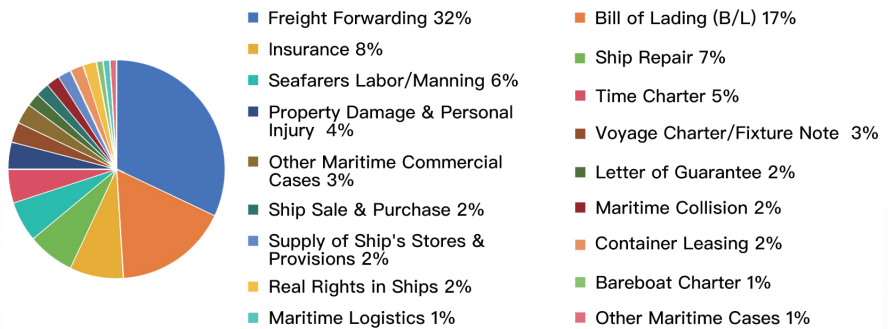 Freight Forwarding 32%
Bill of Lading (B/L) 17%
Insurance 8%
Ship Repair 7%
Seafarers Labor/Manning 6%
Time Charter 5%
Property Damage & Personal
Injury 4%
Voyage Charter/Fixture Note 3%
Other Maritime Commercial
Cases 3%
Letter of Guarantee 2%
Ship Sale & Purchase 2%
Maritime Collision 2%
Supply of Ship's Stores &
Provisions 2%
Container Leasing 2%
Real Rights in Ships 2%
Bareboat Charter 1%
Maritime Logistics 1%
Other Maritime Cases 1%